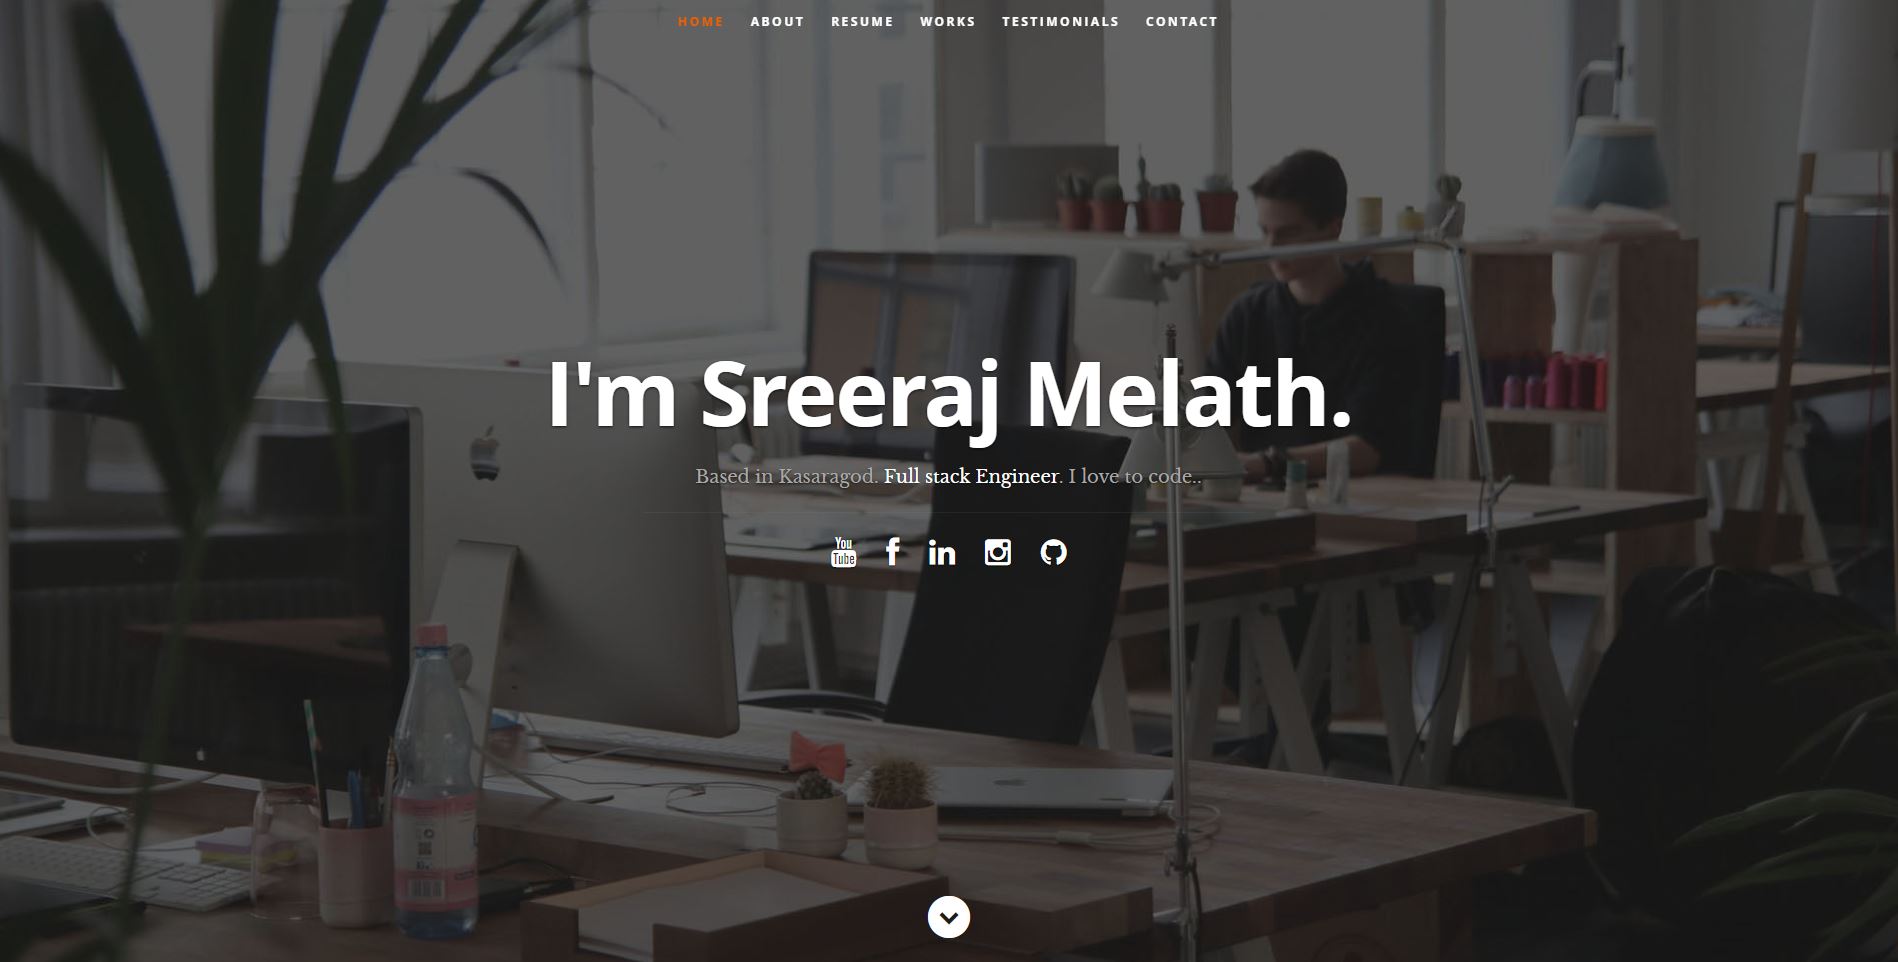 HOME ABOUT RESUME WORKS TESTIMONIALS CONTACT
I'm Sreeraj Melath.
Based in Kasaragod. Full stack Engineer. I love to code..
You
Tube
f in